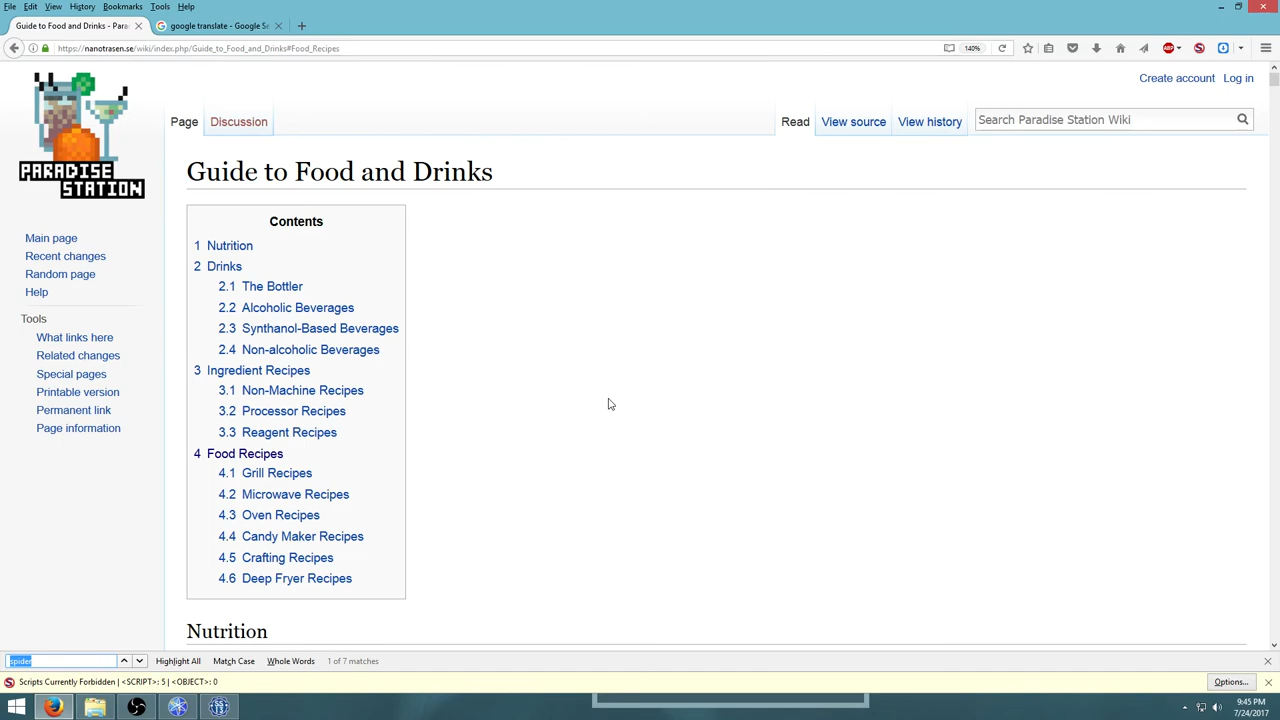 File Edit View History Bookmarks Tools Help
Guide to Food and Drinks - Para
google translate - Google Se
https://nanotrasen.se/wiki/index.php/Guide_to_Food_and_Drinks#Food_Recipes
140%
ABP
Create account Log in
PARADISE
STATION
Page Discussion
Read View source View history
Search Paradise Station Wiki
Guide to Food and Drinks
Main page
Recent changes
Random page
Help
Tools
What links here
Related changes
Special pages
Printable version
Permanent link
Page information
Contents
1 Nutrition
2 Drinks
2.1 The Bottler
2.2 Alcoholic Beverages
2.3 Synthanol-Based Beverages
2.4 Non-alcoholic Beverages
3 Ingredient Recipes
3.1 Non-Machine Recipes
3.2 Processor Recipes
3.3 Reagent Recipes
4 Food Recipes
4.1 Grill Recipes
4.2 Microwave Recipes
4.3 Oven Recipes
4.4 Candy Maker Recipes
4.5 Crafting Recipes
4.6 Deep Fryer Recipes
Nutrition
spider
Highlight All Match Case Whole Words 1 of 7 matches
Scripts Currently Forbidden | <SCRIPT>: 5 | <OBJECT>: 0
Options...
9:45 PM
7/24/2017